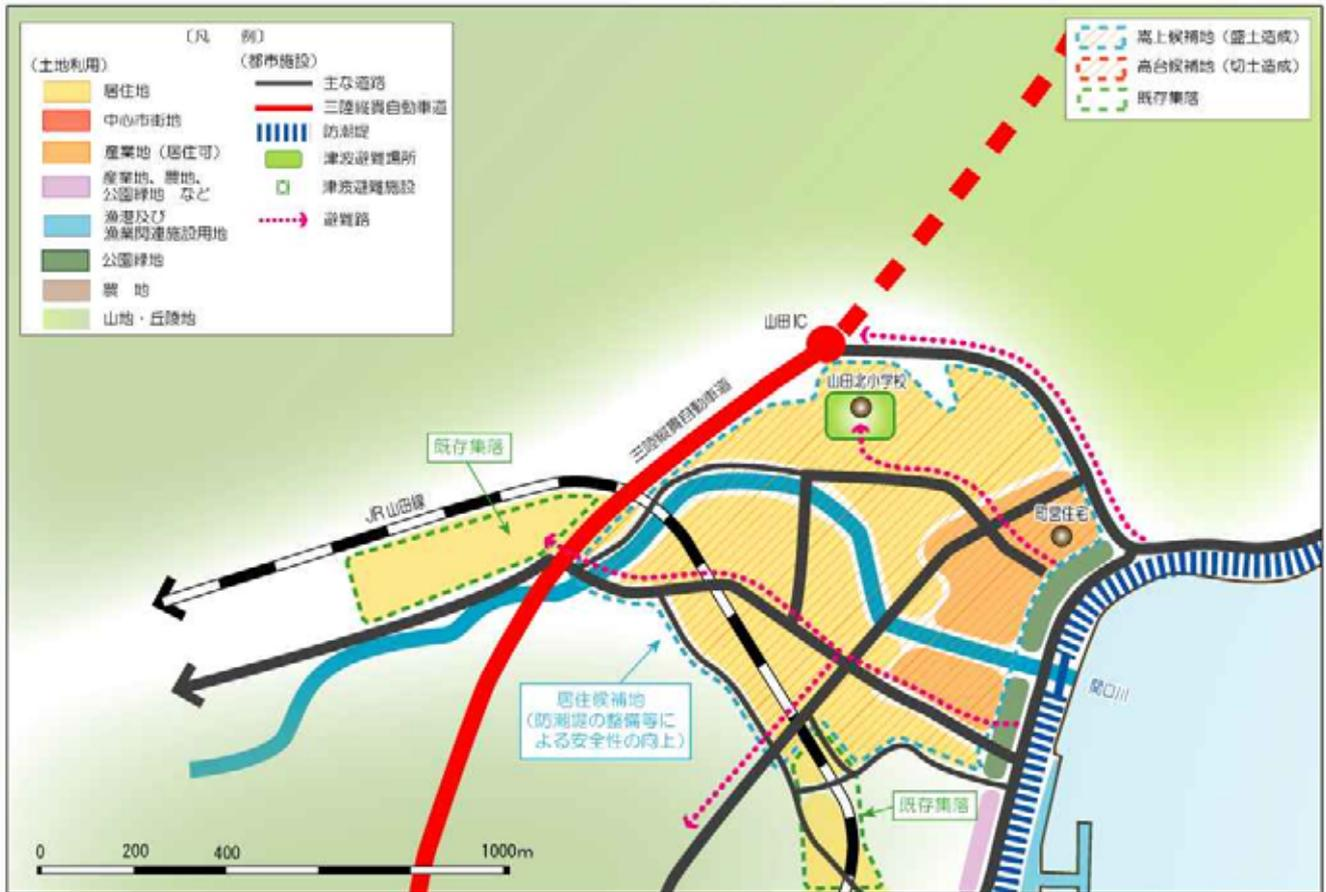 〔凡　例〕
(土地利用)
居住地
中心市街地
産業地（居住可）
産業地、農地、
公園緑地　など
漁港及び
漁業関連施設用地
公園緑地
農　地
山地・丘陵地
(都市施設)
主な道路
三陸縦貫自動車道
防潮堤
津波避難場所
津波避難施設
避難路
嵩上候補地（盛土造成）
高台候補地（切土造成）
既存集落
山田IC
山田北小学校
三陸縦貫自動車道
既存集落
JR山田線
町営住宅
居住候補地
（防潮堤の整備等に
よる安全性の向上）
関口川
既存集落
0 200 400 1000m